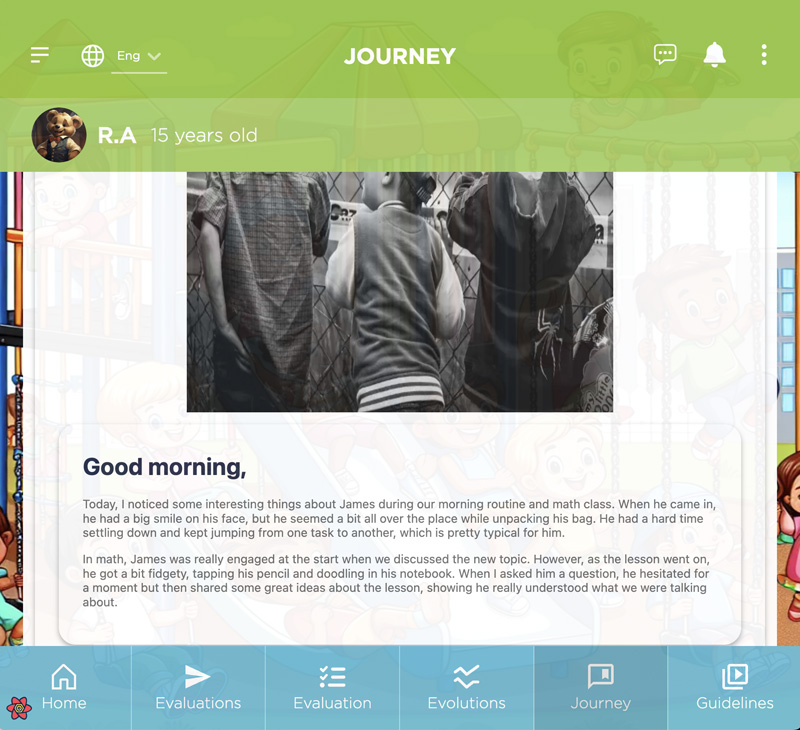 Eng
JOURNEY
R.A 15 years old
Good morning,
Today, I noticed some interesting things about James during our morning routine and math class. When he came in,
he had a big smile on his face, but he seemed a bit all over the place while unpacking his bag. He had a hard time
settling down and kept jumping from one task to another, which is pretty typical for him.
In math, James was really engaged at the start when we discussed the new topic. However, as the lesson went on,
he got a bit fidgety, tapping his pencil and doodling in his notebook. When I asked him a question, he hesitated for
a moment but then shared some great ideas about the lesson, showing he really understood what we were talking
about.
Home
Evaluations
Evaluation
Evolutions
Journey
Guidelines